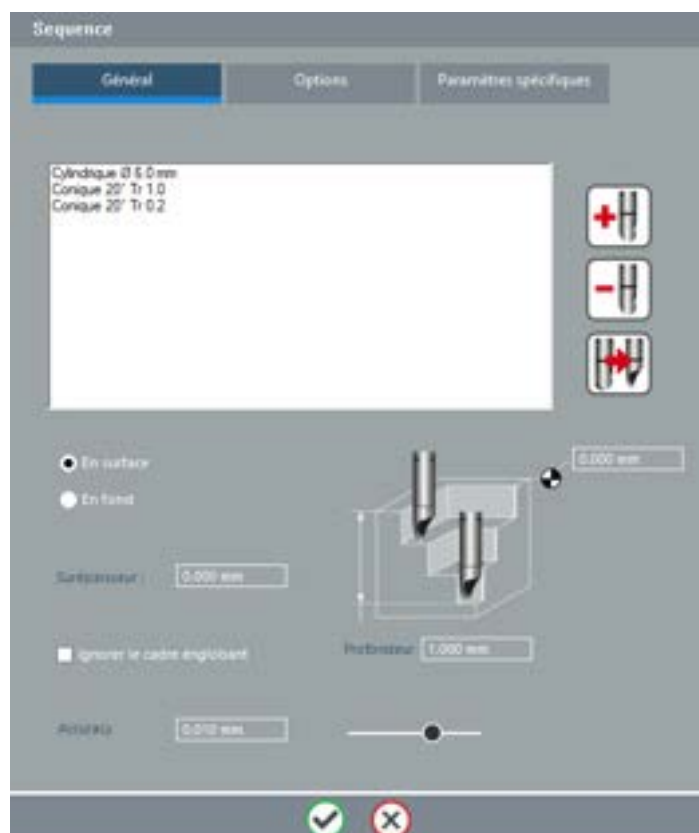 Sequence
Général Options Paramètres spécifiques
Cylindrique Ø 6.0 mm
Conique 20° Tr 1.0
Conique 20° Tr 0.2
En surface
0.000 mm
En fond
Surépaisseur : 0.000 mm
Ignorer le cadre englobant
Profondeur 1.000 mm
0.010 mm